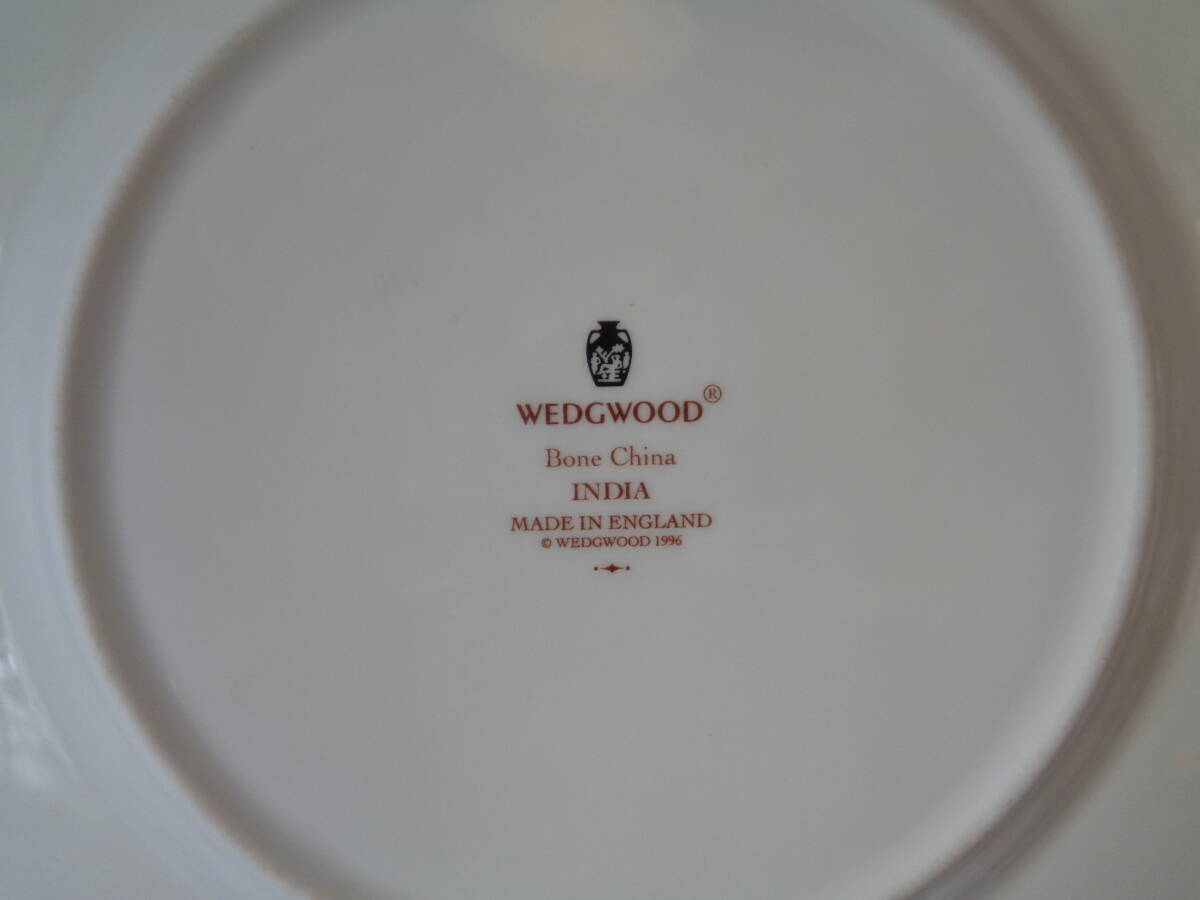 WEDGWOOD®
Bone China
INDIA
MADE IN ENGLAND
© WEDGWOOD 1996